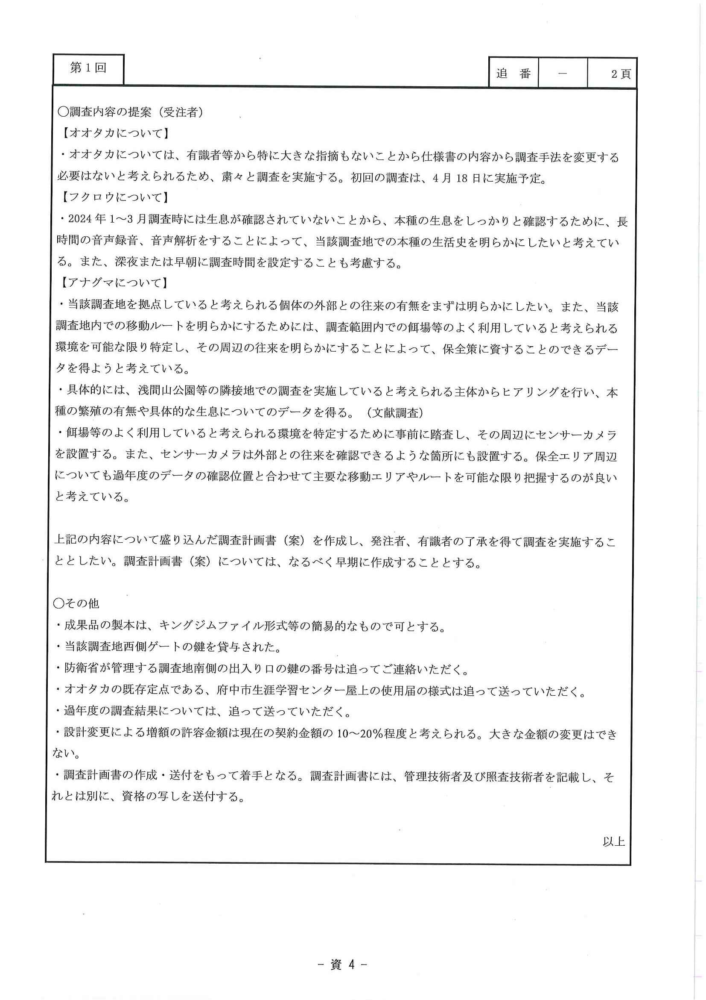 第1回
追 番 － 2頁
○調査内容の提案（受注者）
【オオタカについて】
・オオタカについては、有識者等から特に大きな指摘もないことから仕様書の内容から調査手法を変更する
必要はないと考えられるため、粛々と調査を実施する。初回の調査は、4月18日に実施予定。
【フクロウについて】
・2024年1～3月調査時には生息が確認されていないことから、本種の生息をしっかりと確認するために、長
時間の音声録音、音声解析をすることによって、当該調査地での本種の生活史を明らかにしたいと考えてい
る。また、深夜または早朝に調査時間を設定することも考慮する。
【アナグマについて】
・当該調査地を拠点していると考えられる個体の外部との往来の有無をまずは明らかにしたい。また、当該
調査地内での移動ルートを明らかにするためには、調査範囲内での餌場等のよく利用していると考えられる
環境を可能な限り特定し、その周辺の往来を明らかにすることによって、保全策に資することのできるデー
タを得ようと考えている。
・具体的には、浅間山公園等の隣接地での調査を実施していると考えられる主体からヒアリングを行い、本
種の繁殖の有無や具体的な生息についてのデータを得る。（文献調査）
・餌場等のよく利用していると考えられる環境を特定するために事前に踏査し、その周辺にセンサーカメラ
を設置する。また、センサーカメラは外部との往来を確認できるような箇所にも設置する。保全エリア周辺
についても過年度のデータの確認位置と合わせて主要な移動エリアやルートを可能な限り把握するのが良い
と考えている。
上記の内容について盛り込んだ調査計画書（案）を作成し、発注者、有識者の了承を得て調査を実施するこ
ととしたい。調査計画書（案）については、なるべく早期に作成することとする。
○その他
・成果品の製本は、キングジムファイル形式等の簡易的なもので可とする。
・当該調査地西側ゲートの鍵を貸与された。
・防衛省が管理する調査地南側の出入り口の鍵の番号は追ってご連絡いただく。
・オオタカの既存定点である、府中市生涯学習センター屋上の使用届の様式は追って送っていただく。
・過年度の調査結果については、追って送っていただく。
・設計変更による増額の許容金額は現在の契約金額の10～20%程度と考えられる。大きな金額の変更はでき
ない。
・調査計画書の作成・送付をもって着手となる。調査計画書には、管理技術者及び照査技術者を記載し、そ
れとは別に、資格の写しを送付する。
以上
－ 資 4 －